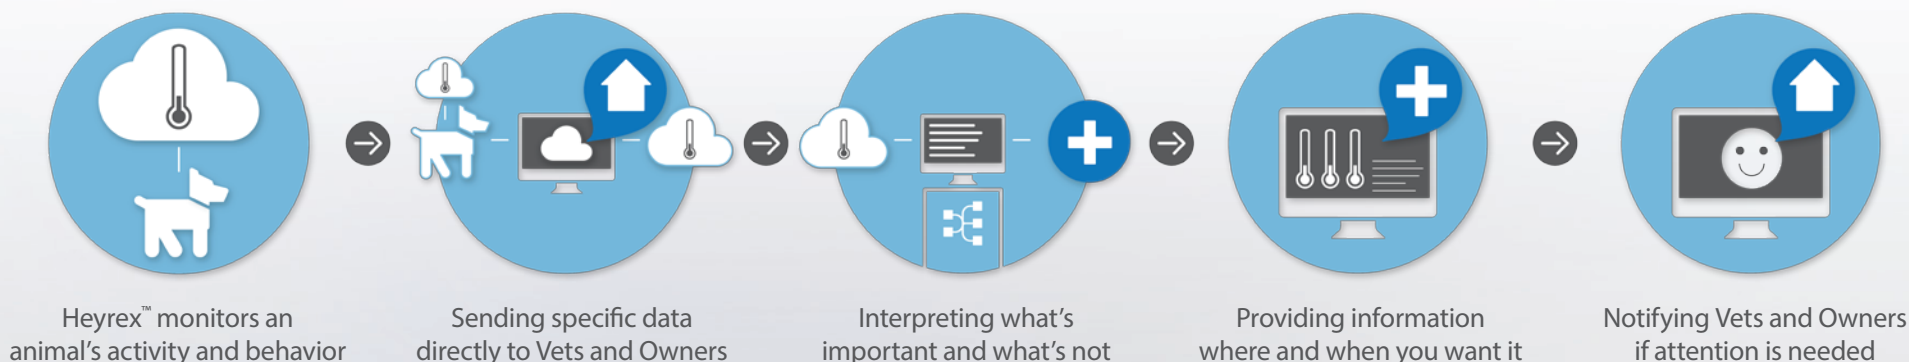 Heyrex™ monitors an
animal's activity and behavior
Sending specific data
directly to Vets and Owners
Interpreting what's
important and what's not
Providing information
where and when you want it
Notifying Vets and Owners
if attention is needed